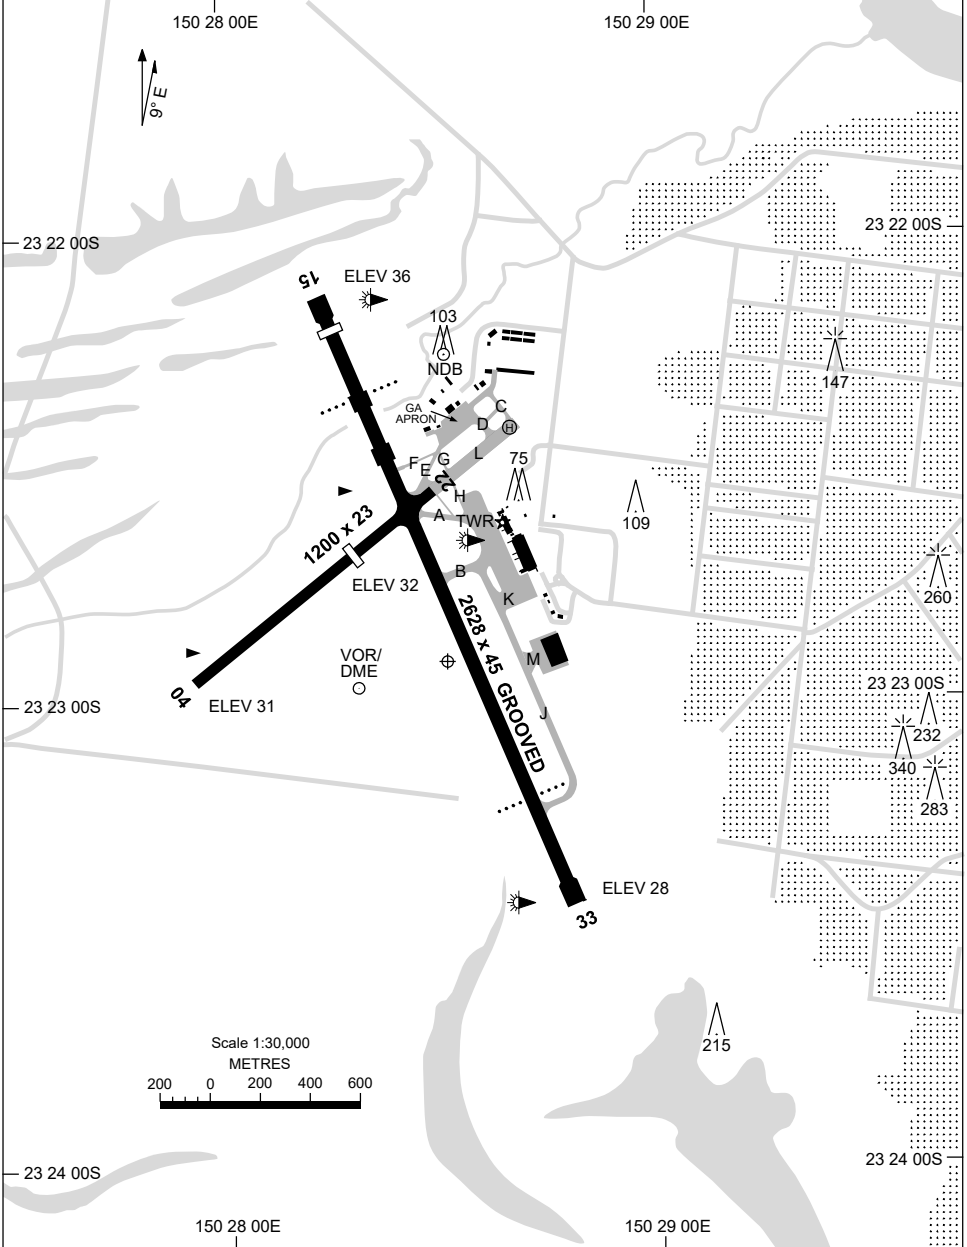 150 28 00E
150 29 00E
9° E
23 22 00S
23 22 00S
15
ELEV 36
103
NDB
147
GA
APRON
C
D
H
L
F
G
E
22
H
75
109
A
TWR
1200 x 23
ELEV 32
B
260
K
2628 x 45 GROOVED
VOR/
DME
M
04
ELEV 31
23 23 00S
23 23 00S
J
232
340
283
ELEV 28
33
215
Scale 1:30,000
METRES
200 0 200 400 600
23 24 00S
23 24 00S
150 28 00E
150 29 00E